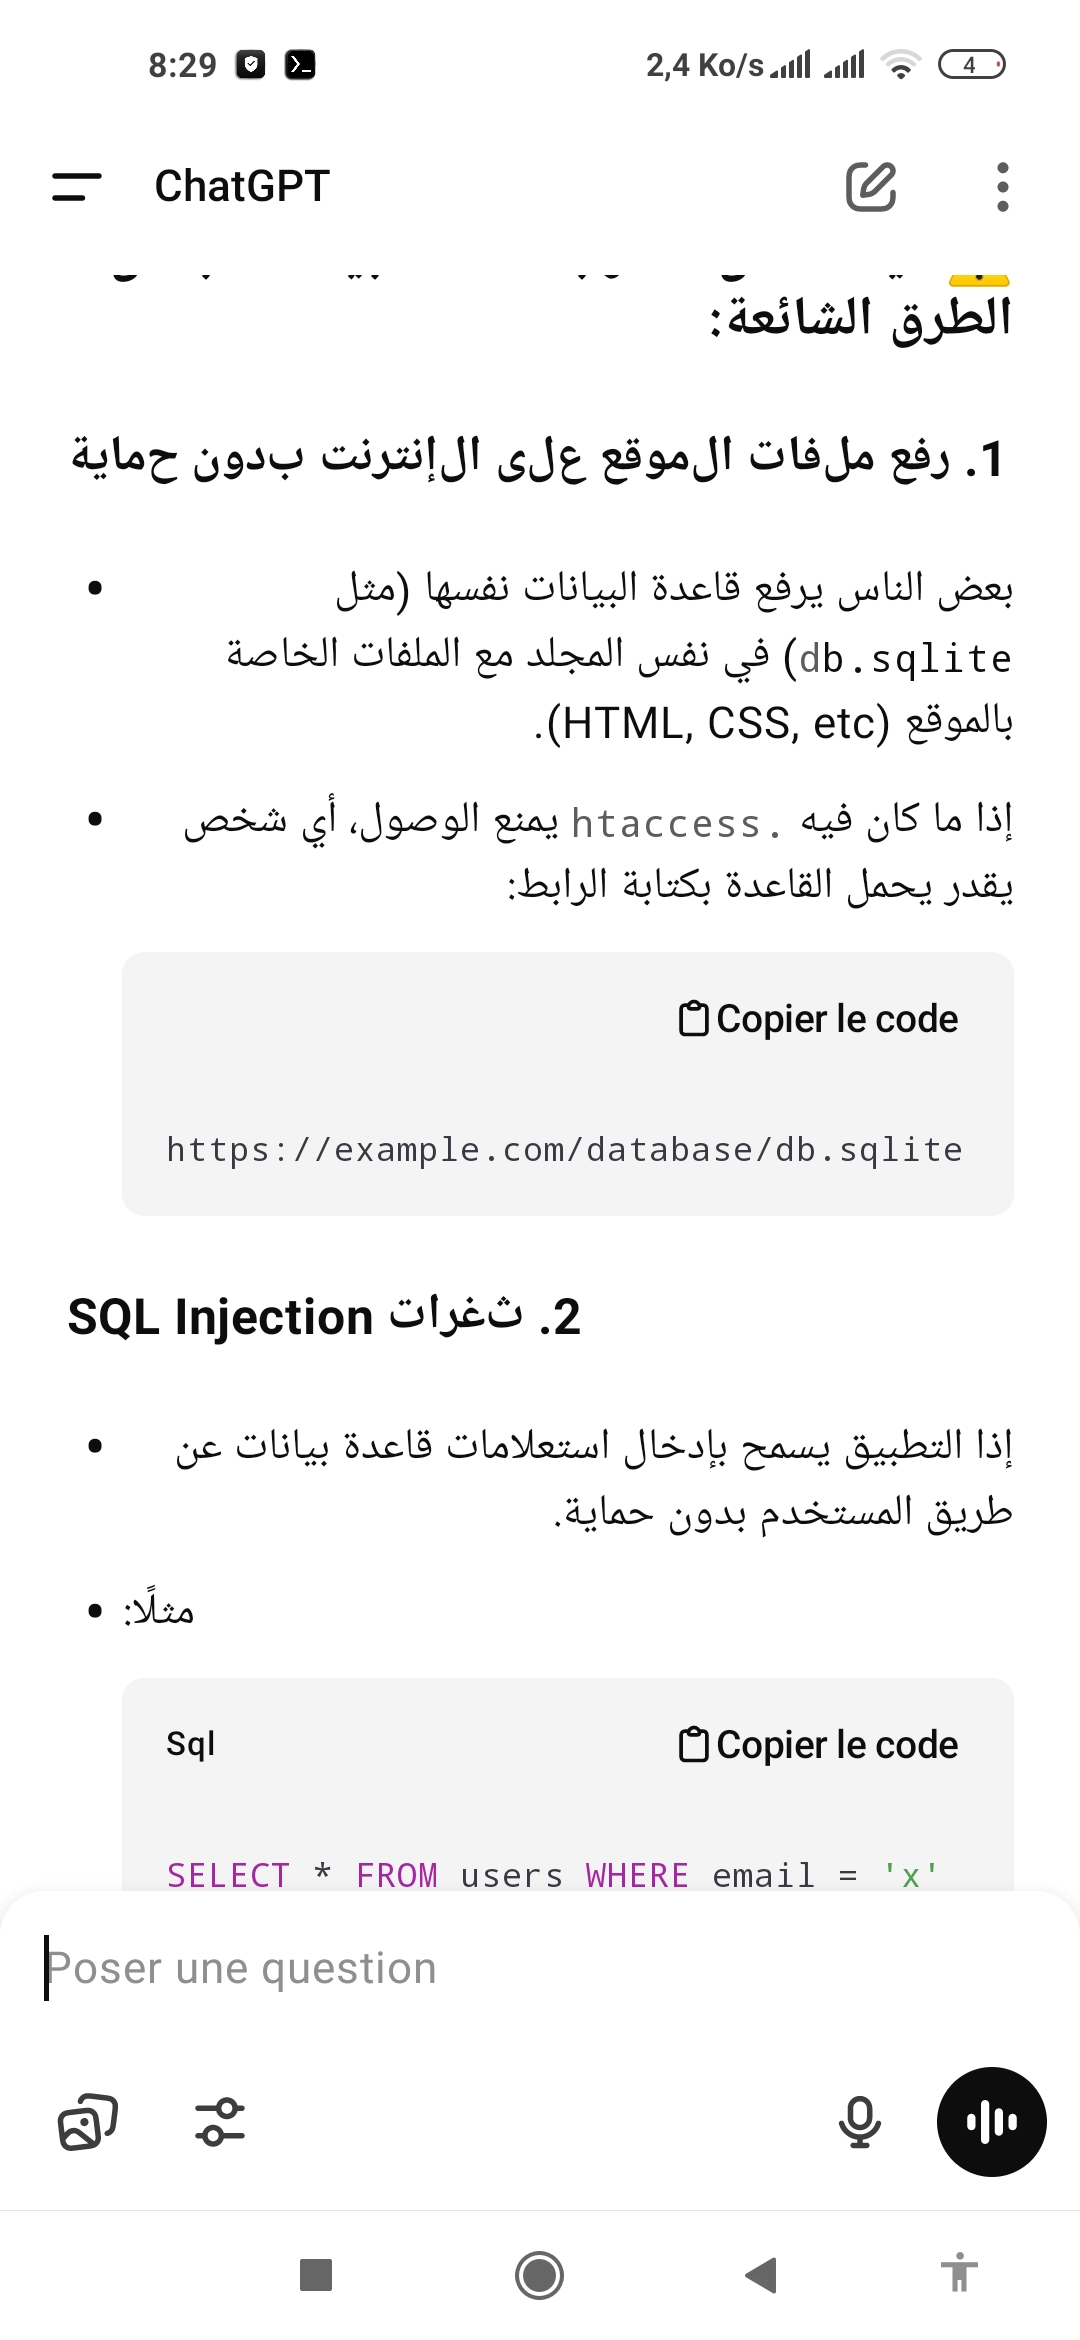 8:29
2,4 Ko/s
4
ChatGPT
الطرق الشائعة:
1. رفع ملفات الموقع على الإنترنت بدون حماية
• بعض الناس يرفع قاعدة البيانات نفسها (مثل
db.sqlite) في نفس المجلد مع الملفات الخاصة
بالموقع (HTML, CSS, etc).
• إذا ما كان فيه .htaccess يمنع الوصول، أي شخص
يقدر يحمل القاعدة بكتابة الرابط:
Copier le code
https://example.com/database/db.sqlite
2. ثغرات SQL Injection
• إذا التطبيق يسمح بإدخال استعلامات قاعدة بيانات عن
طريق المستخدم بدون حماية.
• مثلًا:
Sql
Copier le code
SELECT * FROM users WHERE email = 'x'
Poser une question